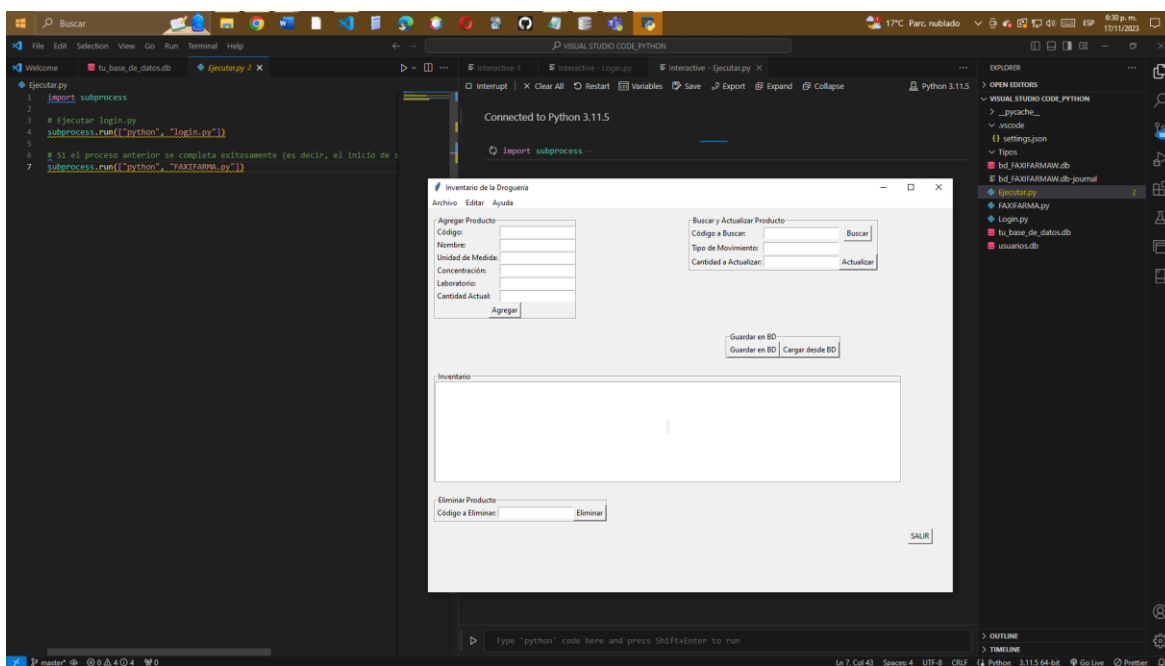 Buscar
17°C Parc. nublado
ESP
6:30 p. m.
17/11/2023
File Edit Selection View Go Run Terminal Help
VISUAL STUDIO CODE_PYTHON
Welcome
tu_base_de_datos.db
Ejecutar.py 2
Interactive-1
Interactive - Login.py
Interactive - Ejecutar.py
Ejecutar.py
1 import subprocess
2
3 # Ejecutar login.py
4 subprocess.run(["python", "login.py"])
5
6 # Si el proceso anterior se completa exitosamente (es decir, el inicio de s
7 subprocess.run(["python", "FAXIFARMA.py"])
Interrupt Clear All Restart Variables Save Export Expand Collapse
Python 3.11.5
Connected to Python 3.11.5
import subprocess
Inventario de la Droguería
Archivo Editar Ayuda
Agregar Producto
Código:
Nombre:
Unidad de Medida:
Concentración:
Laboratorio:
Cantidad Actual:
Agregar
Buscar y Actualizar Producto
Código a Buscar: Buscar
Tipo de Movimiento:
Cantidad a Actualizar: Actualizar
Guardar en BD
Guardar en BD Cargar desde BD
Inventario
Eliminar Producto
Código a Eliminar: Eliminar
SALIR
Type 'python' code here and press Shift+Enter to run
EXPLORER
OPEN EDITORS
VISUAL STUDIO CODE_PYTHON
__pycache__
.vscode
{} settings.json
Tipos
bd_FAXIFARMAW.db
bd_FAXIFARMAW.db-journal
Ejecutar.py 2
FAXIFARMA.py
Login.py
tu_base_de_datos.db
usuarios.db
OUTLINE
TIMELINE
master* 0 4 4 0
Ln 7, Col 43 Spaces: 4 UTF-8 CRLF Python 3.11.5 64-bit Go Live Prettier